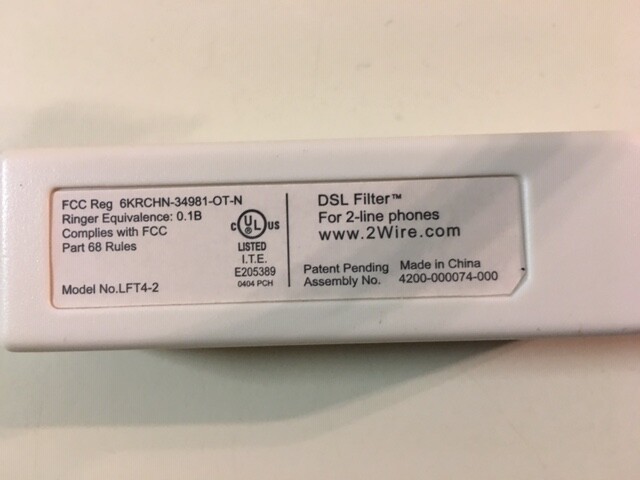 FCC Reg 6KRCHN-34981-OT-N
Ringer Equivalence: 0.1B
Complies with FCC
Part 68 Rules
Model No.LFT4-2
C UL ® US
LISTED
I.T.E.
E205389
0404 PCH
DSL Filter™
For 2-line phones
www.2Wire.com
Patent Pending Made in China
Assembly No. 4200-000074-000